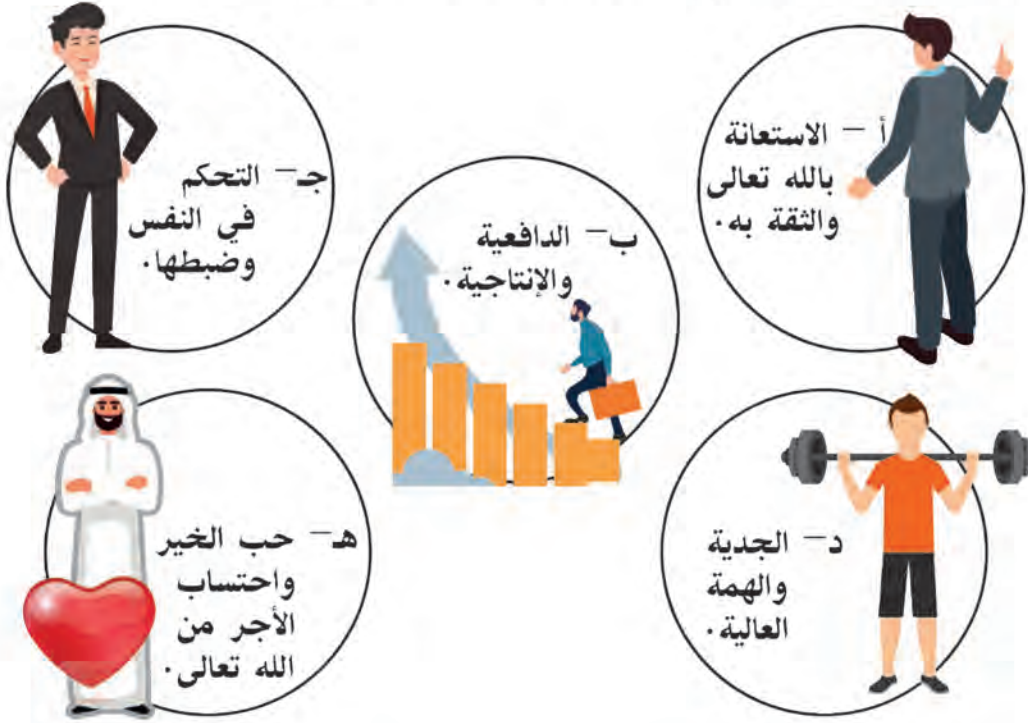 أ – الاستعانة
بالله تعالى
والثقة به.
ب – الدافعية
والإنتاجية.
جـ – التحكم
في النفس
وضبطها.
د – الجدية
والهمة
العالية.
هـ – حب الخير
واحتساب
الأجر من
الله تعالى.